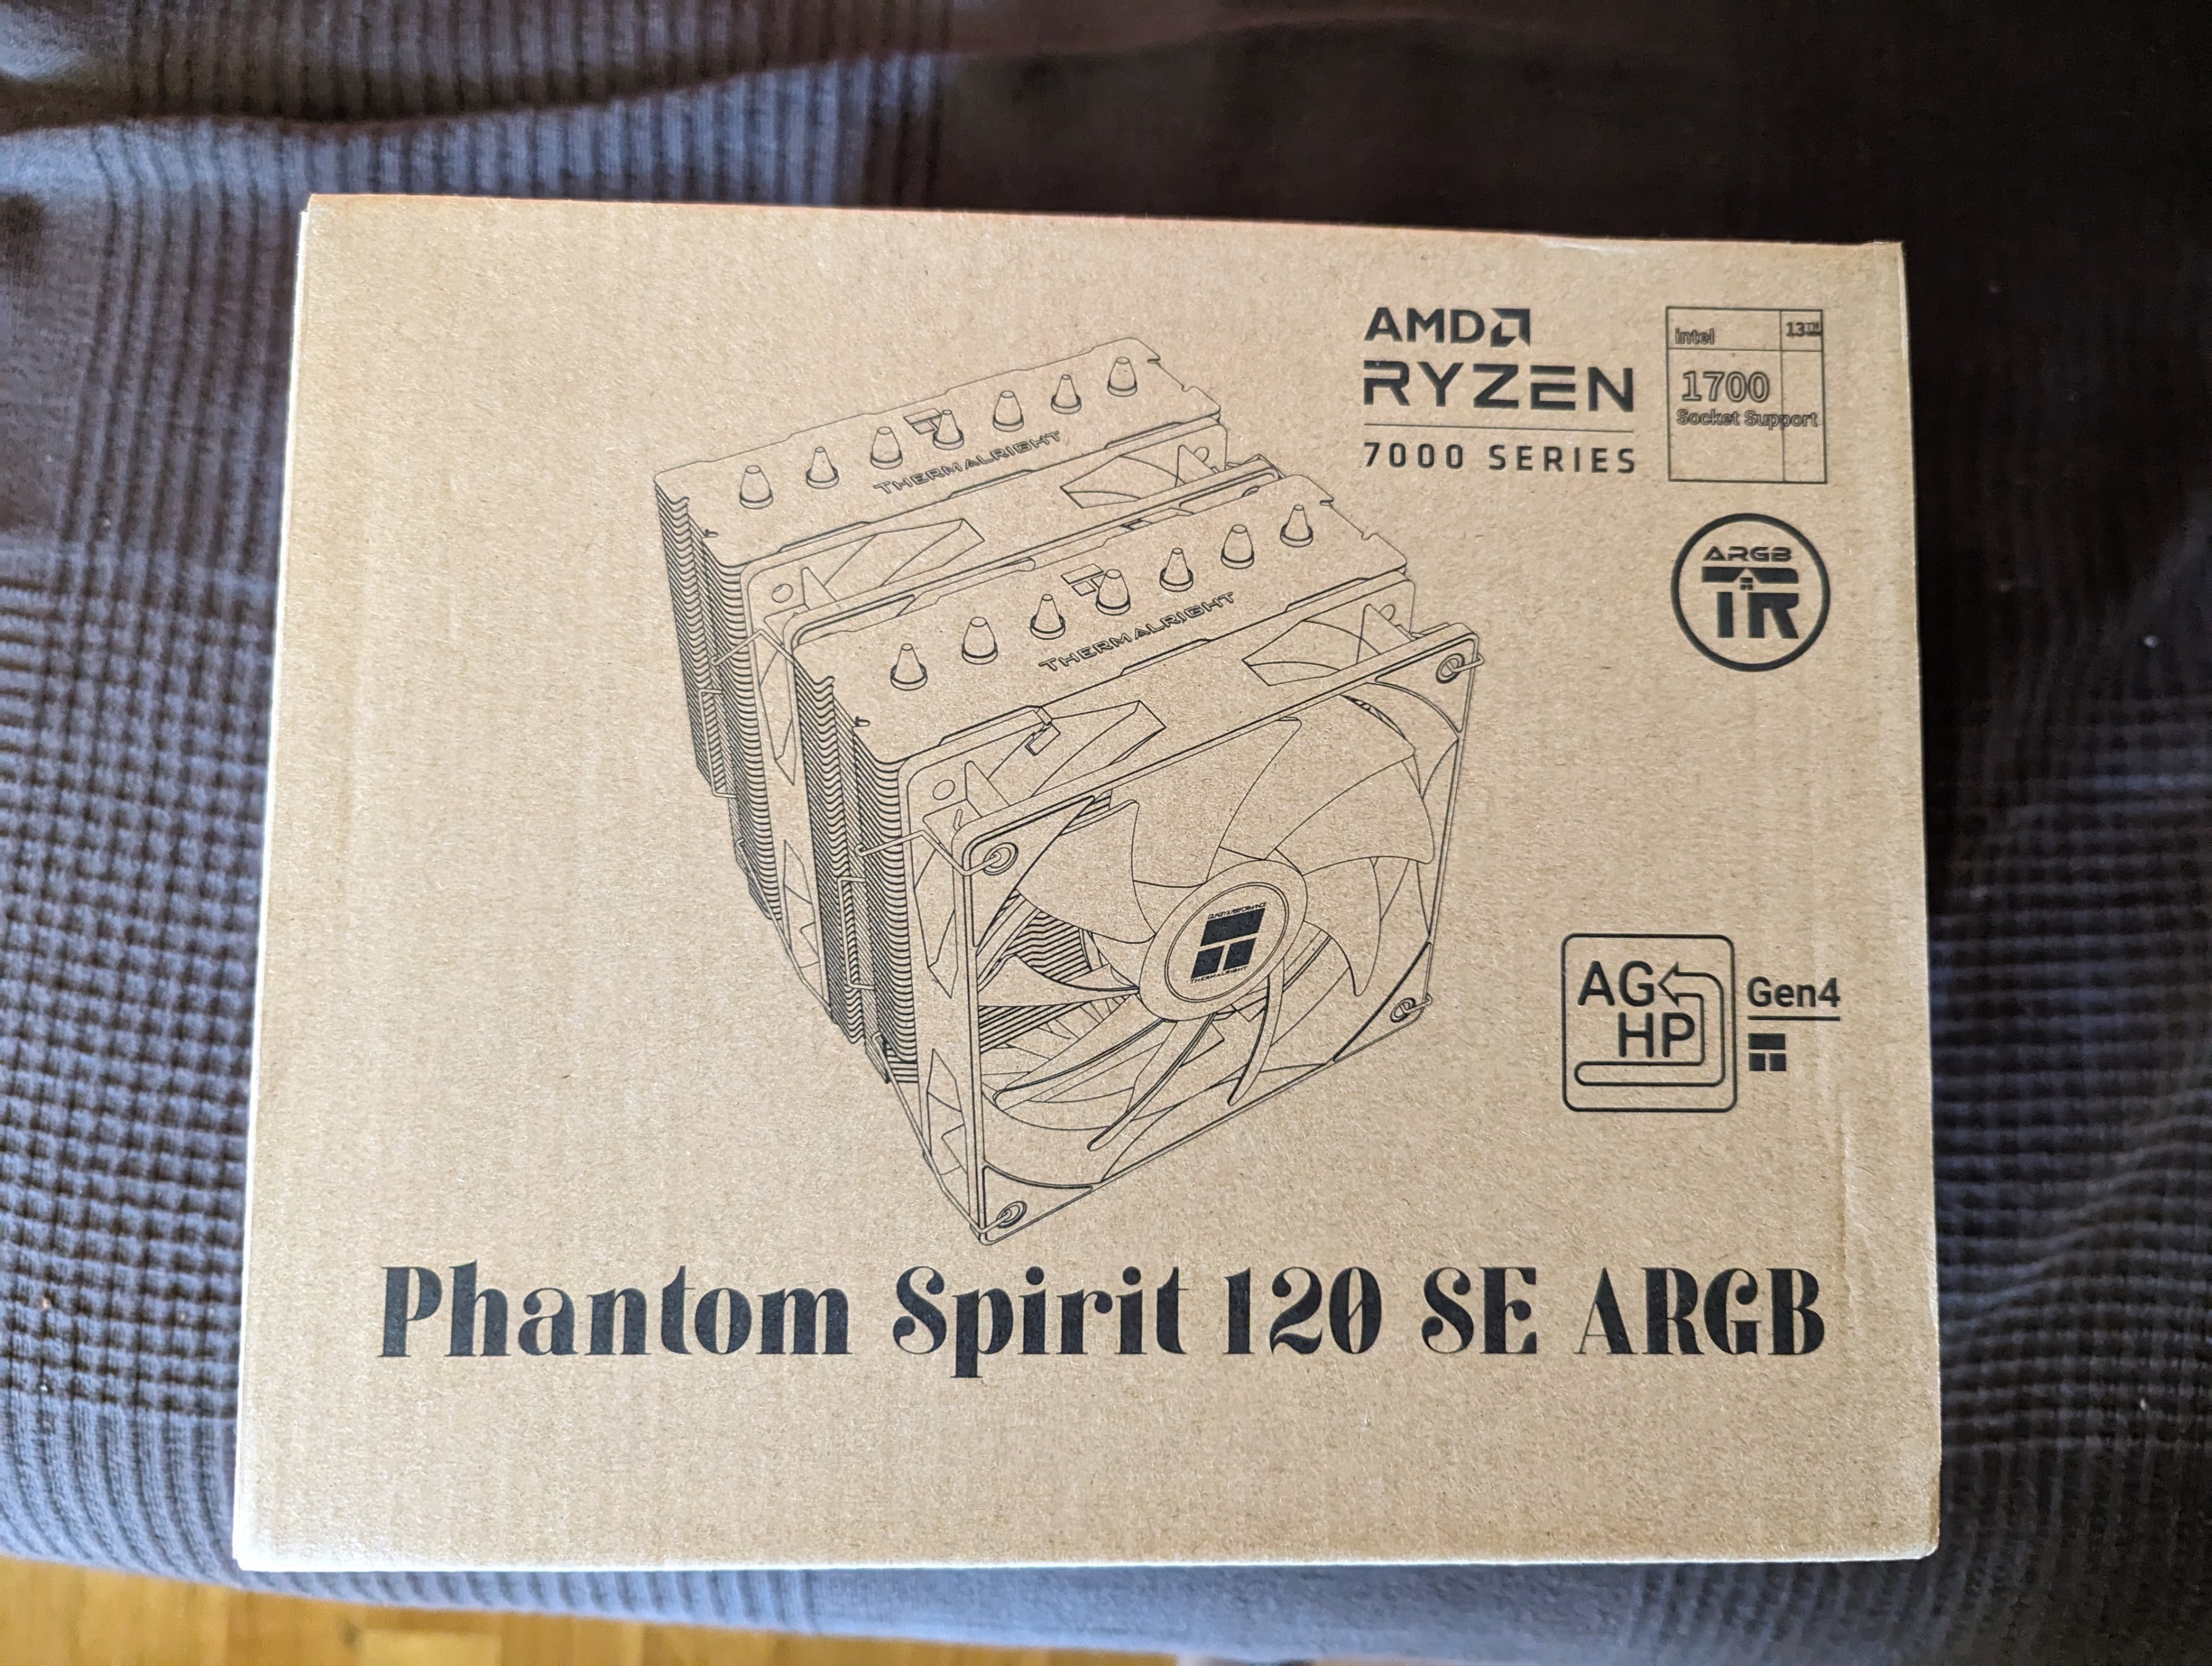 AMD
RYZEN
7000 SERIES
intel
13TH
1700
Socket Support
ARGB
TR
THERMALRIGHT
THERMALRIGHT
THERMALRIGHT
AG
HP
Gen4
Phantom Spirit 120 SE ARGB